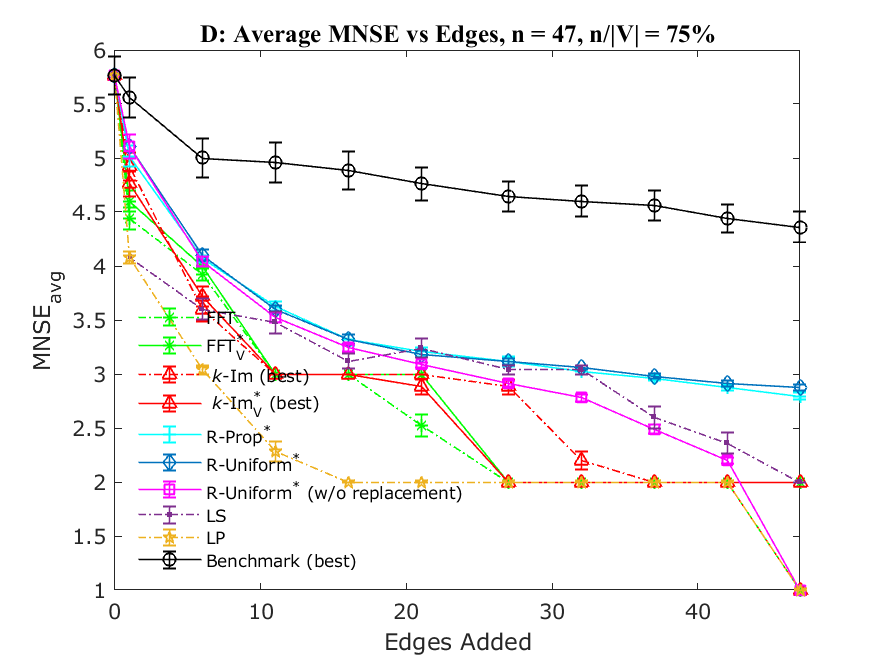 D: Average MNSE vs Edges, n = 47, n/|V| = 75%
6
5.5
5
4.5
4
3.5
3
2.5
2
1.5
1
MNSE_avg
FFT
FFT*_V
k-Im (best)
k-Im*_V (best)
R-Prop*
R-Uniform*
R-Uniform* (w/o replacement)
LS
LP
Benchmark (best)
0
10
20
30
40
Edges Added